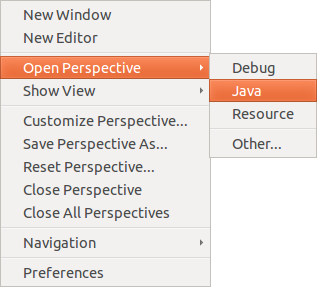 New Window
New Editor
Open Perspective
Debug
Java
Resource
Other...
Show View
Customize Perspective...
Save Perspective As...
Reset Perspective...
Close Perspective
Close All Perspectives
Navigation
Preferences